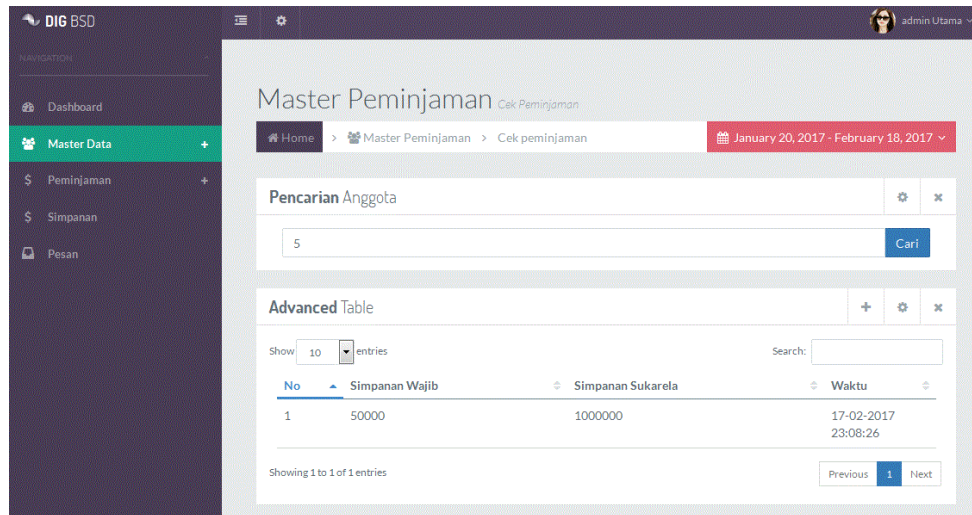 DIG BSD
admin Utama
NAVIGATION
Dashboard
Master Data
Peminjaman
Simpanan
Pesan
Master Peminjaman Cek Peminjaman
Home > Master Peminjaman > Cek peminjaman
January 20, 2017 - February 18, 2017
Pencarian Anggota
5
Cari
Advanced Table
Show 10 entries
Search:
No Simpanan Wajib Simpanan Sukarela Waktu
1 50000 1000000 17-02-2017
23:08:26
Showing 1 to 1 of 1 entries
Previous 1 Next